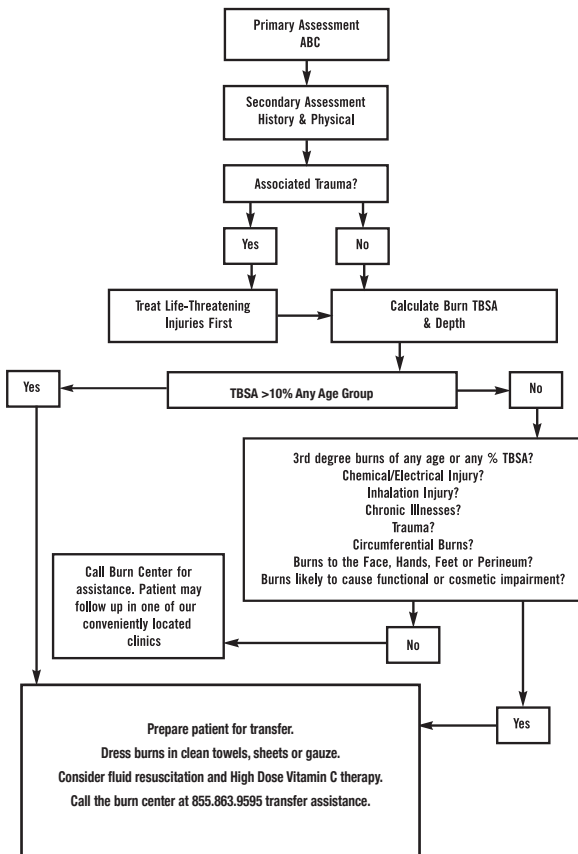 Primary Assessment
ABC
Secondary Assessment
History & Physical
Associated Trauma?
Yes
No
Treat Life-Threatening
Injuries First
Calculate Burn TBSA
& Depth
Yes
TBSA >10% Any Age Group
No
3rd degree burns of any age or any % TBSA?
Chemical/Electrical Injury?
Inhalation Injury?
Chronic Illnesses?
Trauma?
Circumferential Burns?
Burns to the Face, Hands, Feet or Perineum?
Burns likely to cause functional or cosmetic impairment?
Call Burn Center for
assistance. Patient may
follow up in one of our
conveniently located
clinics
No
Yes
Prepare patient for transfer.
Dress burns in clean towels, sheets or gauze.
Consider fluid resuscitation and High Dose Vitamin C therapy.
Call the burn center at 855.863.9595 transfer assistance.